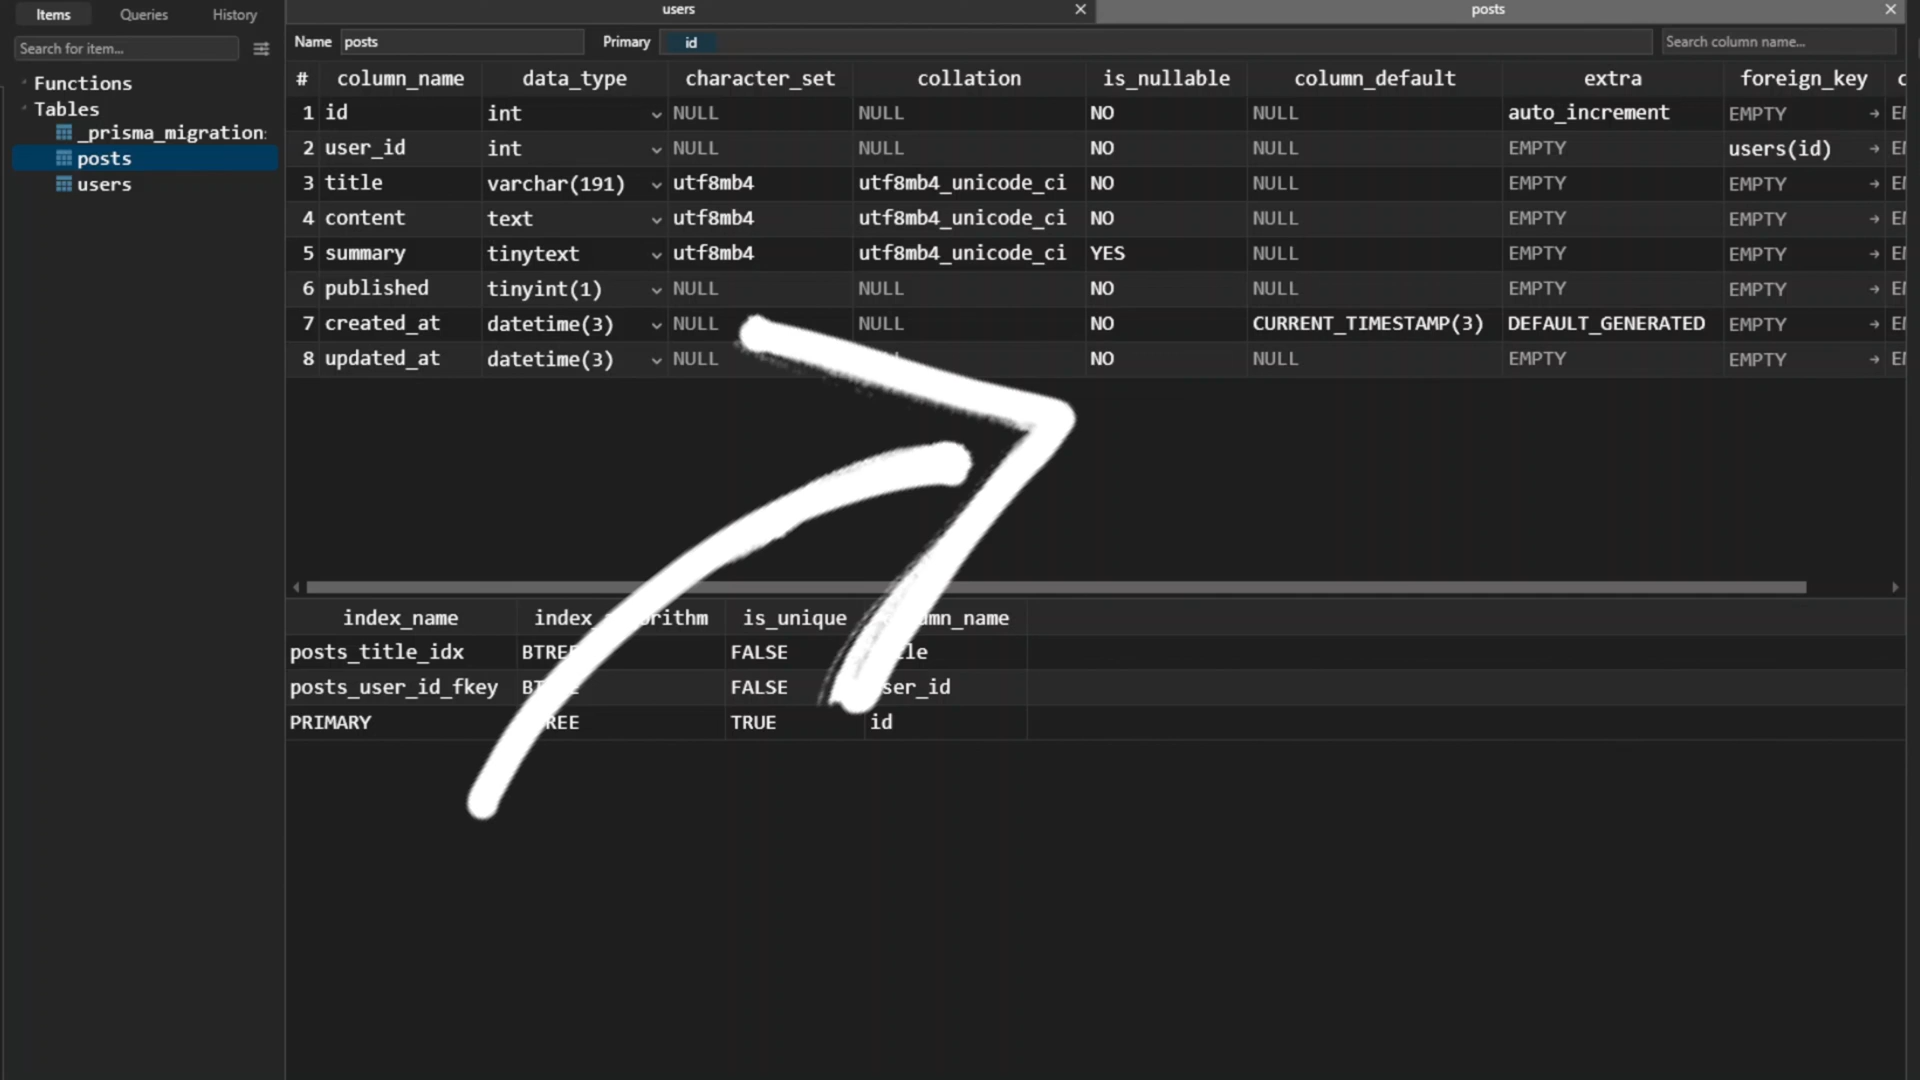 Items Queries History
Search for item...
Functions
Tables
_prisma_migration
posts
users
users posts
Name posts Primary id Search column name...
# column_name data_type character_set collation is_nullable column_default extra foreign_key
1 id int NULL NULL NO NULL auto_increment EMPTY
2 user_id int NULL NULL NO NULL EMPTY users(id)
3 title varchar(191) utf8mb4 utf8mb4_unicode_ci NO NULL EMPTY EMPTY
4 content text utf8mb4 utf8mb4_unicode_ci NO NULL EMPTY EMPTY
5 summary tinytext utf8mb4 utf8mb4_unicode_ci YES NULL EMPTY EMPTY
6 published tinyint(1) NULL NULL NO NULL EMPTY EMPTY
7 created_at datetime(3) NULL NULL NO CURRENT_TIMESTAMP(3) DEFAULT_GENERATED EMPTY
8 updated_at datetime(3) NULL NO NULL EMPTY EMPTY
index_name is_unique
posts_title_idx FALSE
posts_user_id_fkey FALSE
PRIMARY TRUE id